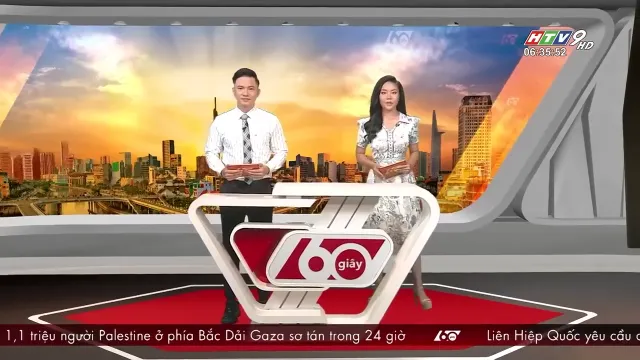 HTV9 HD
06:35:52
60 giây
1,1 triệu người Palestine ở phía Bắc Dải Gaza sơ tán trong 24 giờ 60 Liên Hiệp Quốc yêu cầu